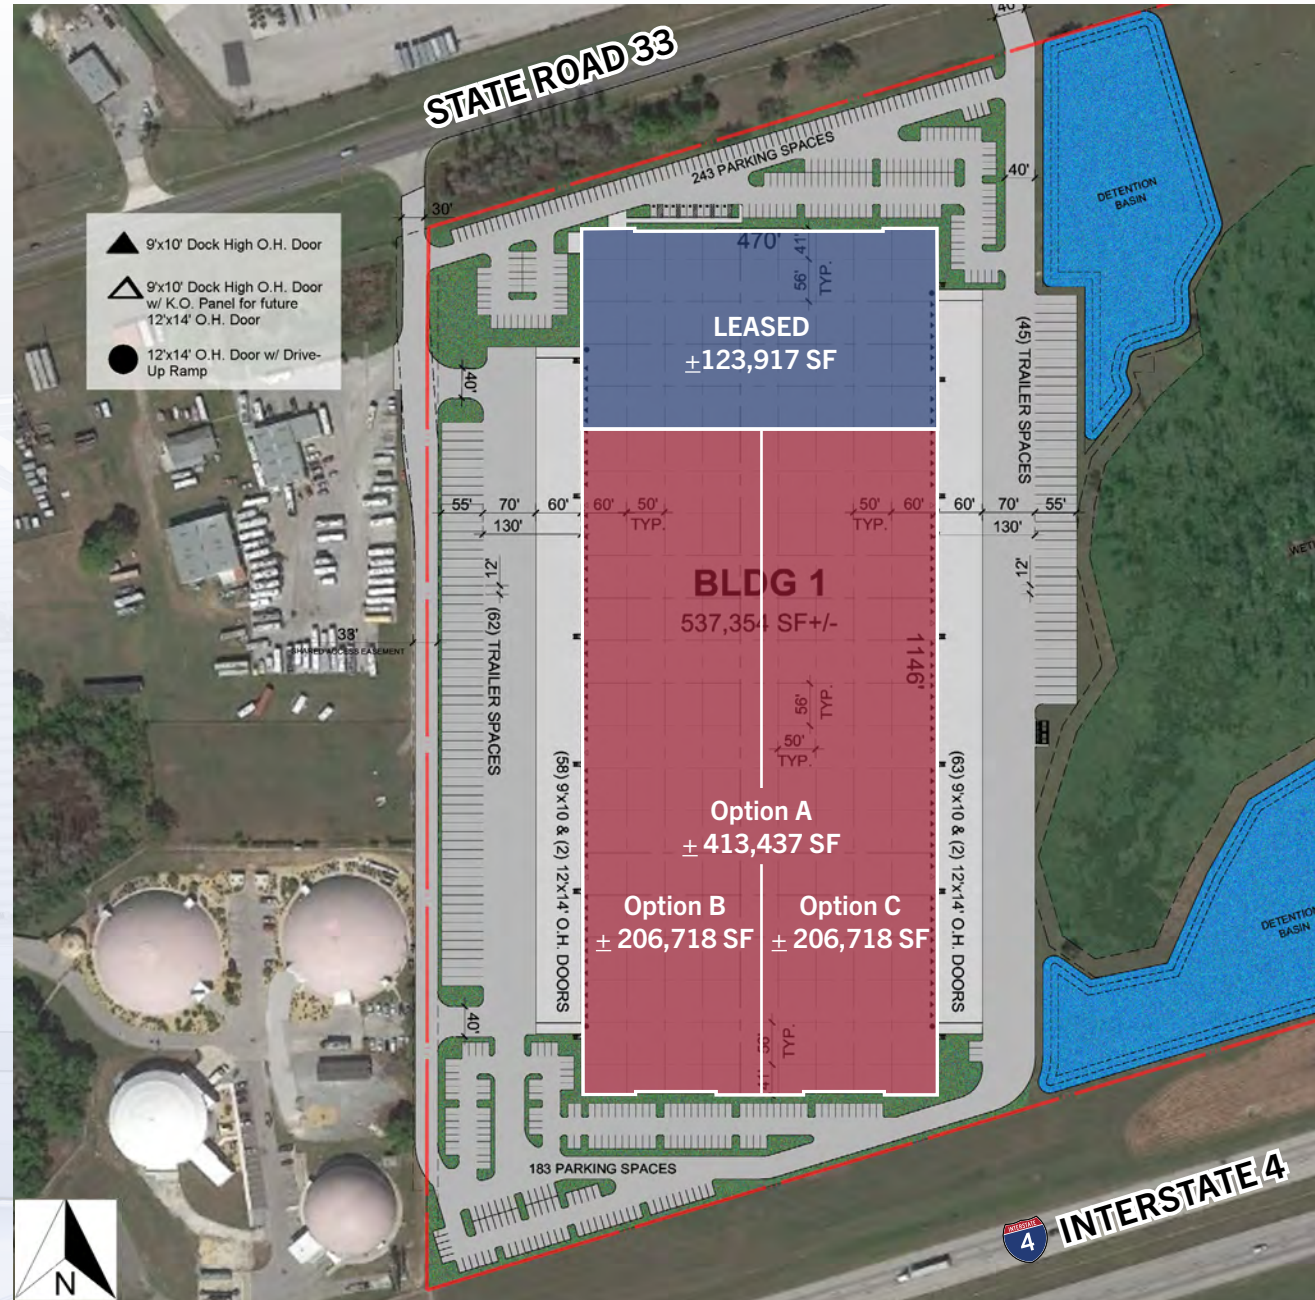 40'
STATE ROAD 33
243 PARKING SPACES
40'
DETENTION
BASIN
30'
9'x10' Dock High O.H. Door
9'x10' Dock High O.H. Door
w/ K.O. Panel for future
12'x14' O.H. Door
12'x14' O.H. Door w/ Drive-
Up Ramp
470'
41'
56'
TYP.
LEASED
±123,917 SF
(45) TRAILER SPACES
40'
55'
70'
60'
60'
50'
TYP.
130'
50'
60'
TYP.
60'
70'
55'
130'
12'
12'
BLDG 1
537,354 SF+/-
1146'
33'
SHARED ACCESS EASEMENT
(62) TRAILER SPACES
56'
TYP.
50'
TYP.
(58) 9'x10 & (2) 12'x14' O.H. DOORS
(63) 9'x10 & (2) 12'x14' O.H. DOORS
Option A
± 413,437 SF
Option B
± 206,718 SF
Option C
± 206,718 SF
DETENTION
BASIN
40'
TYP.
183 PARKING SPACES
INTERSTATE
4
INTERSTATE 4
N